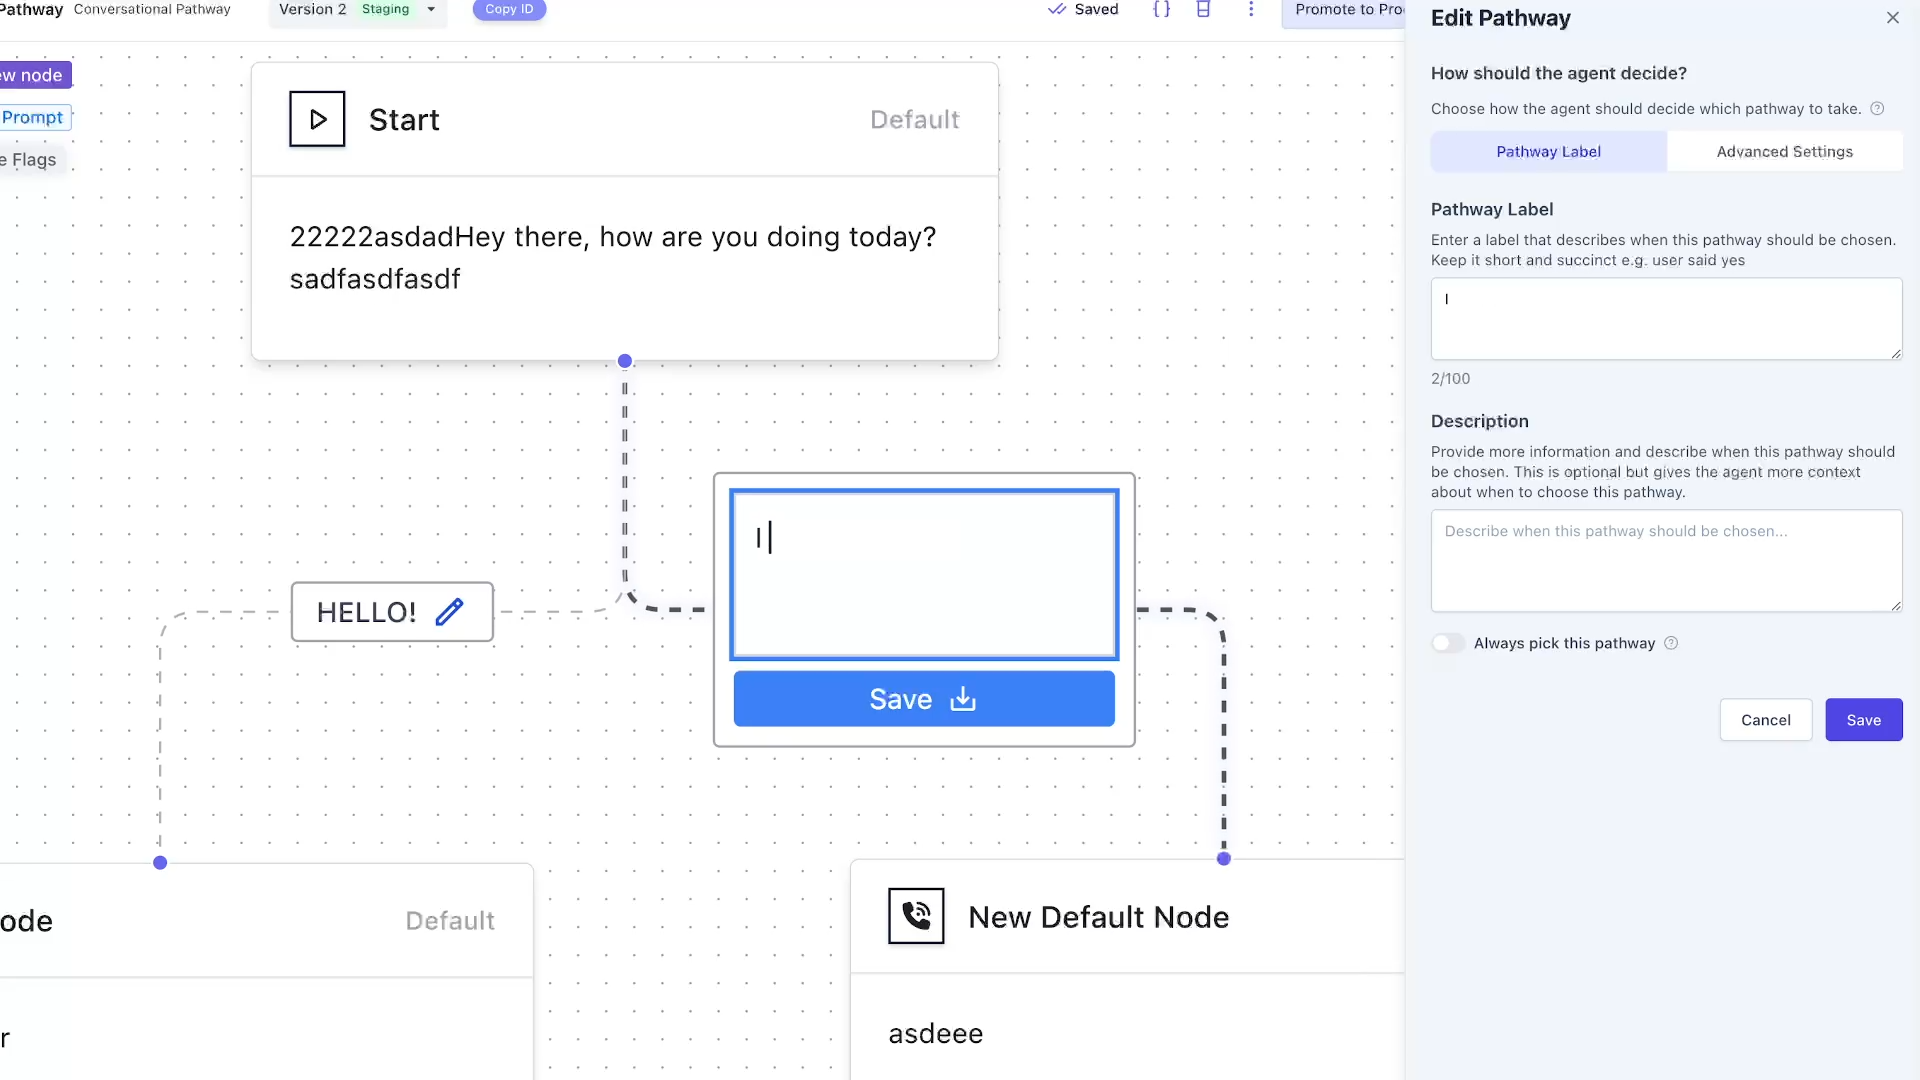 Pathway Conversational Pathway Version 2 Staging Copy ID Saved {} Promote to Pro
ew node
Prompt
e Flags
Start Default
22222asdadHey there, how are you doing today?
sadfasdfasdf
HELLO!
I
Save
ode Default
r
New Default Node
asdeee
Edit Pathway
How should the agent decide?
Choose how the agent should decide which pathway to take.
Pathway Label Advanced Settings
Pathway Label
Enter a label that describes when this pathway should be chosen.
Keep it short and succinct e.g. user said yes
I
2/100
Description
Provide more information and describe when this pathway should
be chosen. This is optional but gives the agent more context
about when to choose this pathway.
Describe when this pathway should be chosen...
Always pick this pathway
Cancel Save